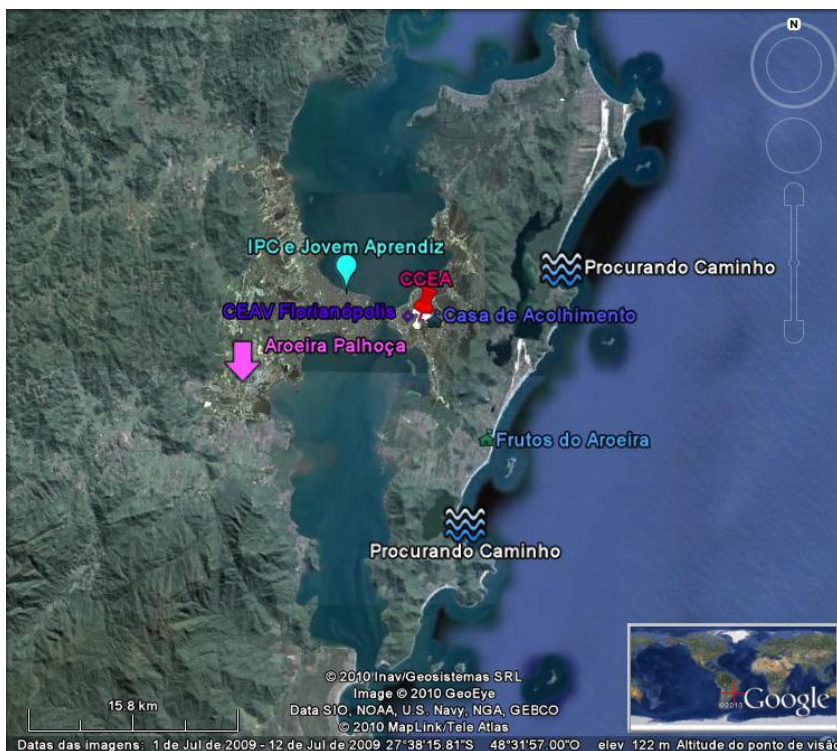 N
IPC e Jovem Aprendiz
CCEA
Procurando Caminho
CEAV Florianópolis
Casa de Acolhimento
Aroeira Palhoça
Frutos do Aroeira
Procurando Caminho
© 2010 Inav/Geosistemas SRL
Image © 2010 GeoEye
Data SIO, NOAA, U.S. Navy, NGA, GEBCO
© 2010 MapLink/Tele Atlas
15.8 km
©2010 Google
Datas das imagens: 1 de Jul de 2009 - 12 de Jul de 2009 27°38'15.81"S 48°31'57.00"O elev 122 m Altitude do ponto de